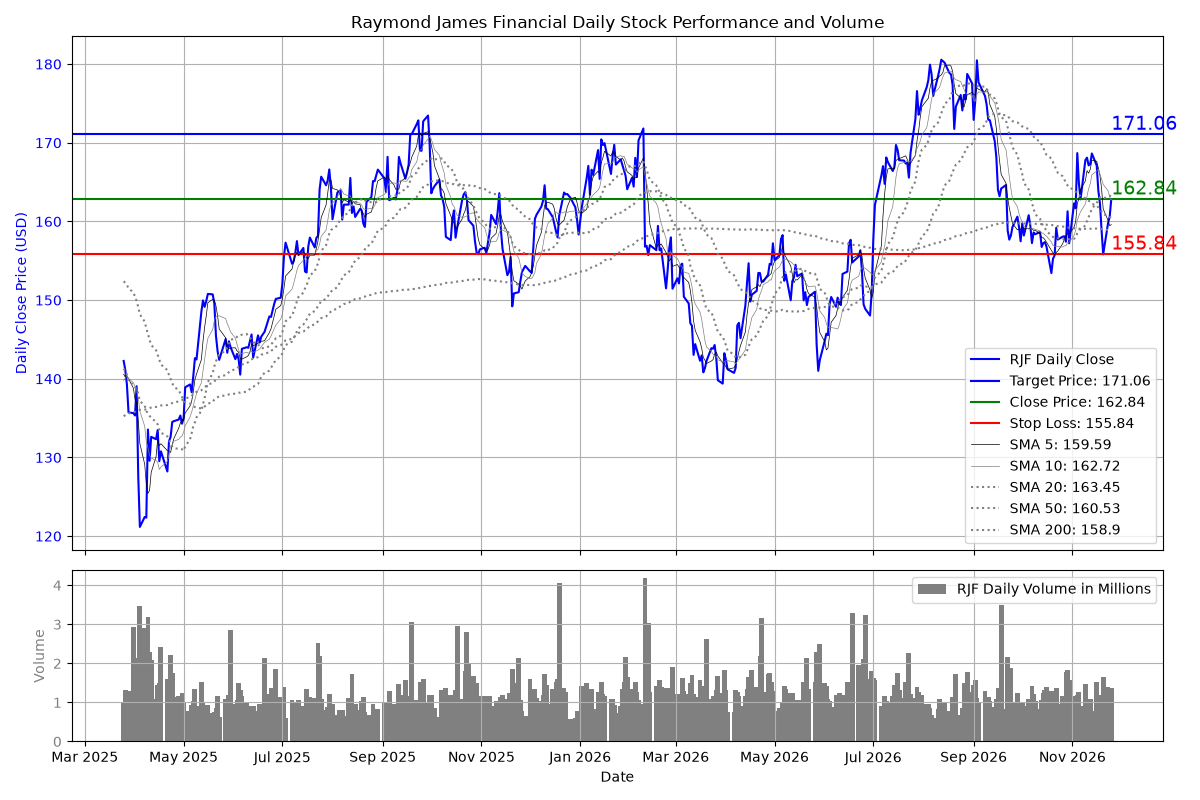 Raymond James Financial Daily Stock Performance and Volume
Daily Close Price (USD)
180
170
160
150
140
130
120
171.06
162.84
155.84
RJF Daily Close
Target Price: 171.06
Close Price: 162.84
Stop Loss: 155.84
SMA 5: 159.59
SMA 10: 162.72
SMA 20: 163.45
SMA 50: 160.53
SMA 200: 158.9
Volume
4
3
2
1
0
RJF Daily Volume in Millions
Mar 2025 May 2025 Jul 2025 Sep 2025 Nov 2025 Jan 2026 Mar 2026 May 2026 Jul 2026 Sep 2026 Nov 2026
Date